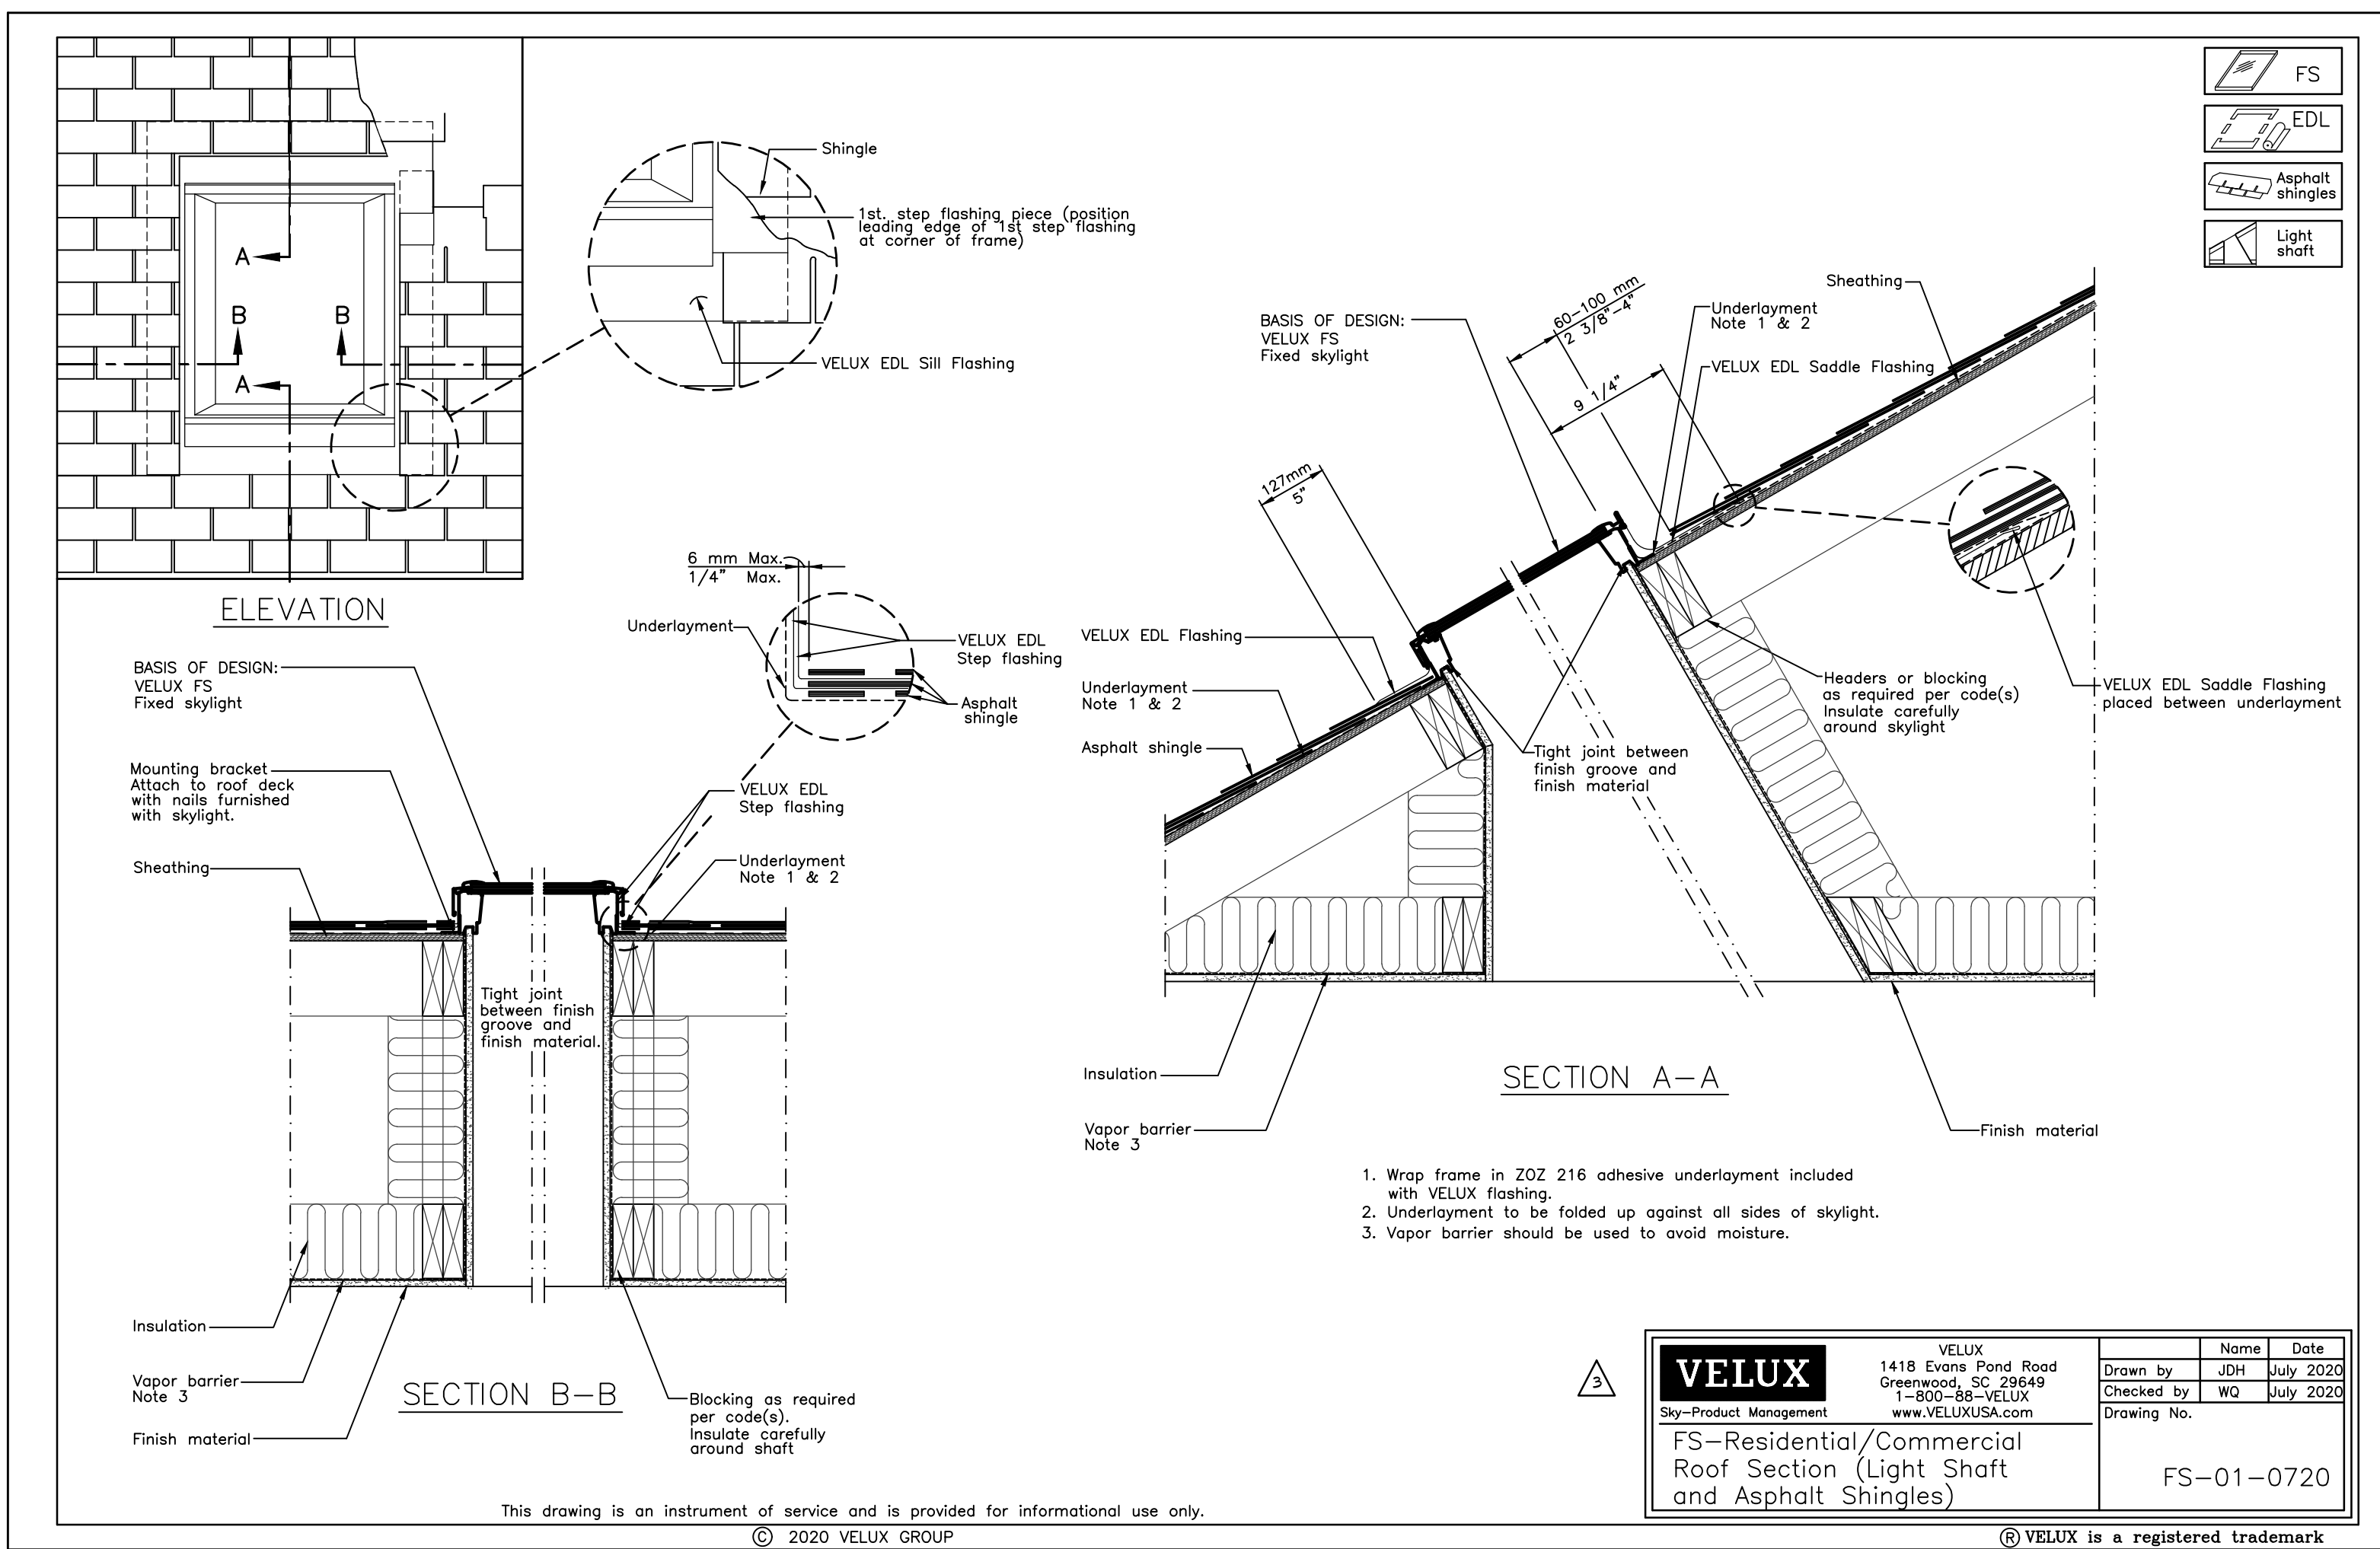 FS
EDL
Asphalt
shingles
Light
shaft
A
B
B
A
ELEVATION
Shingle
1st. step flashing piece (position
leading edge of 1st step flashing
at corner of frame)
VELUX EDL Sill Flashing
6 mm Max.
1/4" Max.
Underlayment
VELUX EDL
Step flashing
Asphalt
shingle
BASIS OF DESIGN:
VELUX FS
Fixed skylight
Mounting bracket
Attach to roof deck
with nails furnished
with skylight.
Sheathing
VELUX EDL
Step flashing
Underlayment
Note 1 & 2
Tight joint
between finish
groove and
finish material.
Insulation
Vapor barrier
Note 3
Finish material
SECTION B-B
Blocking as required
per code(s).
Insulate carefully
around shaft
BASIS OF DESIGN:
VELUX FS
Fixed skylight
60-100 mm
2 3/8"-4"
9 1/4"
127mm
5"
Sheathing
Underlayment
Note 1 & 2
VELUX EDL Saddle Flashing
VELUX EDL Flashing
Underlayment
Note 1 & 2
Asphalt shingle
Tight joint between
finish groove and
finish material
Headers or blocking
as required per code(s)
Insulate carefully
around skylight
VELUX EDL Saddle Flashing
placed between underlayment
Insulation
Vapor barrier
Note 3
SECTION A-A
Finish material
1. Wrap frame in ZOZ 216 adhesive underlayment included
with VELUX flashing.
2. Underlayment to be folded up against all sides of skylight.
3. Vapor barrier should be used to avoid moisture.
3
VELUX
Sky-Product Management
VELUX
1418 Evans Pond Road
Greenwood, SC 29649
1-800-88-VELUX
www.VELUXUSA.com
Name Date
Drawn by JDH July 2020
Checked by WQ July 2020
Drawing No.
FS-01-0720
FS-Residential/Commercial
Roof Section (Light Shaft
and Asphalt Shingles)
This drawing is an instrument of service and is provided for informational use only.
© 2020 VELUX GROUP
® VELUX is a registered trademark